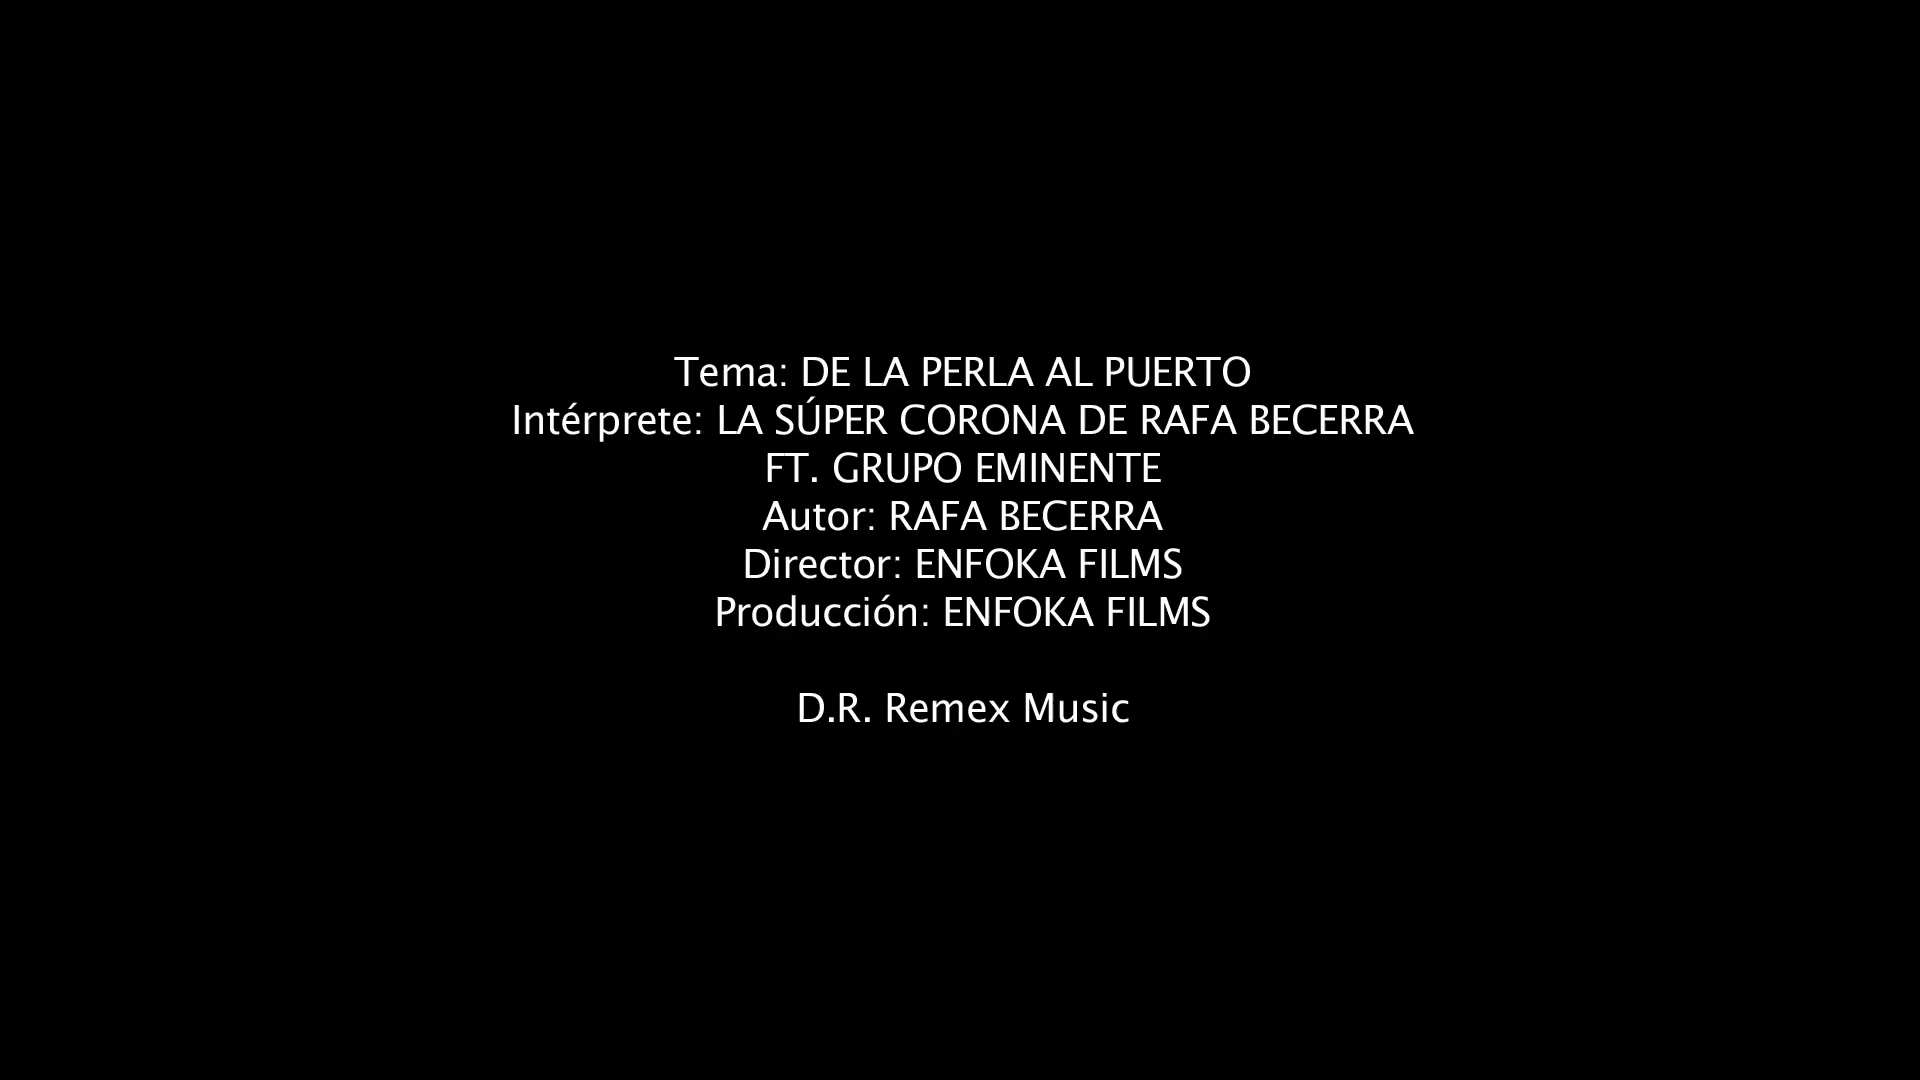 Tema: DE LA PERLA AL PUERTO
Intérprete: LA SÚPER CORONA DE RAFA BECERRA
FT. GRUPO EMINENTE
Autor: RAFA BECERRA
Director: ENFOKA FILMS
Producción: ENFOKA FILMS
D.R. Remex Music